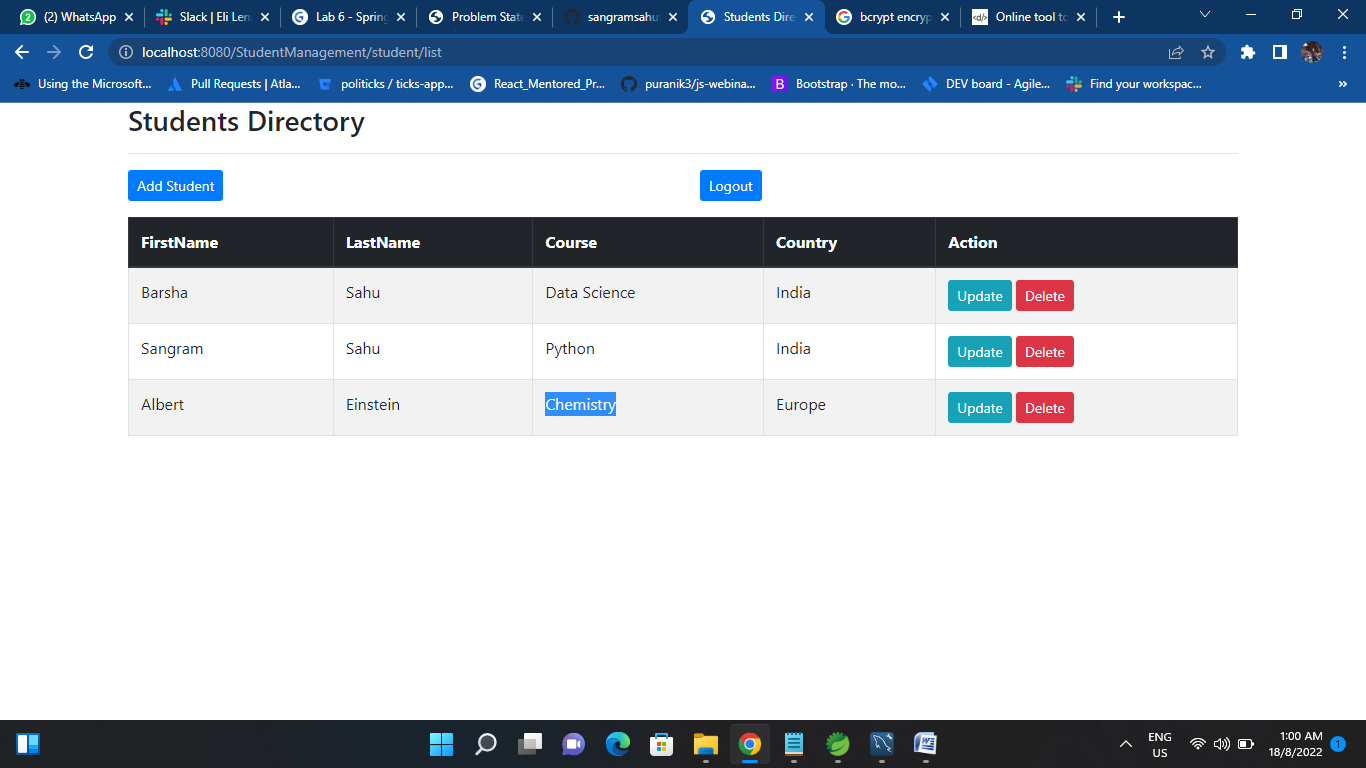 (2) WhatsApp Slack | Eli Len Lab 6 - Spring Problem State sangramsahu Students Dire bcrypt encryp Online tool to
localhost:8080/StudentManagement/student/list
Using the Microsoft... Pull Requests | Atla... politicks / ticks-app... React_Mentored_Pr... puranik3/js-webina... Bootstrap · The mo... DEV board - Agile... Find your workspac... »
Students Directory
Add Student Logout
FirstName LastName Course Country Action
Barsha Sahu Data Science India Update Delete
Sangram Sahu Python India Update Delete
Albert Einstein Chemistry Europe Update Delete
ENG 1:00 AM
US 18/8/2022 1